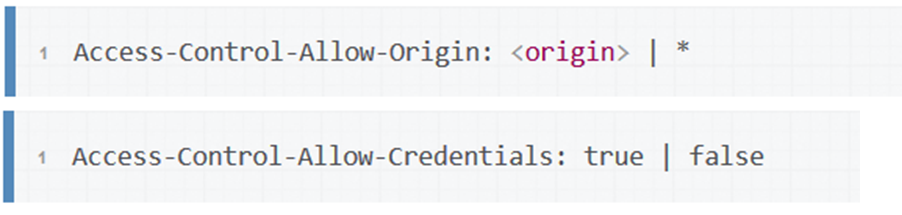 1 Access-Control-Allow-Origin: <origin> | *
1 Access-Control-Allow-Credentials: true | false